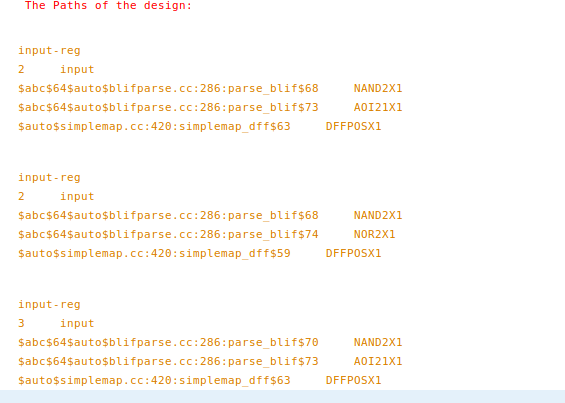 The Paths of the design:
input-reg
2 input
$abc$64$auto$blifparse.cc:286:parse_blif$68 NAND2X1
$abc$64$auto$blifparse.cc:286:parse_blif$73 AOI21X1
$auto$simplemap.cc:420:simplemap_dff$63 DFFPOSX1
input-reg
2 input
$abc$64$auto$blifparse.cc:286:parse_blif$68 NAND2X1
$abc$64$auto$blifparse.cc:286:parse_blif$74 NOR2X1
$auto$simplemap.cc:420:simplemap_dff$59 DFFPOSX1
input-reg
3 input
$abc$64$auto$blifparse.cc:286:parse_blif$70 NAND2X1
$abc$64$auto$blifparse.cc:286:parse_blif$73 AOI21X1
$auto$simplemap.cc:420:simplemap_dff$63 DFFPOSX1